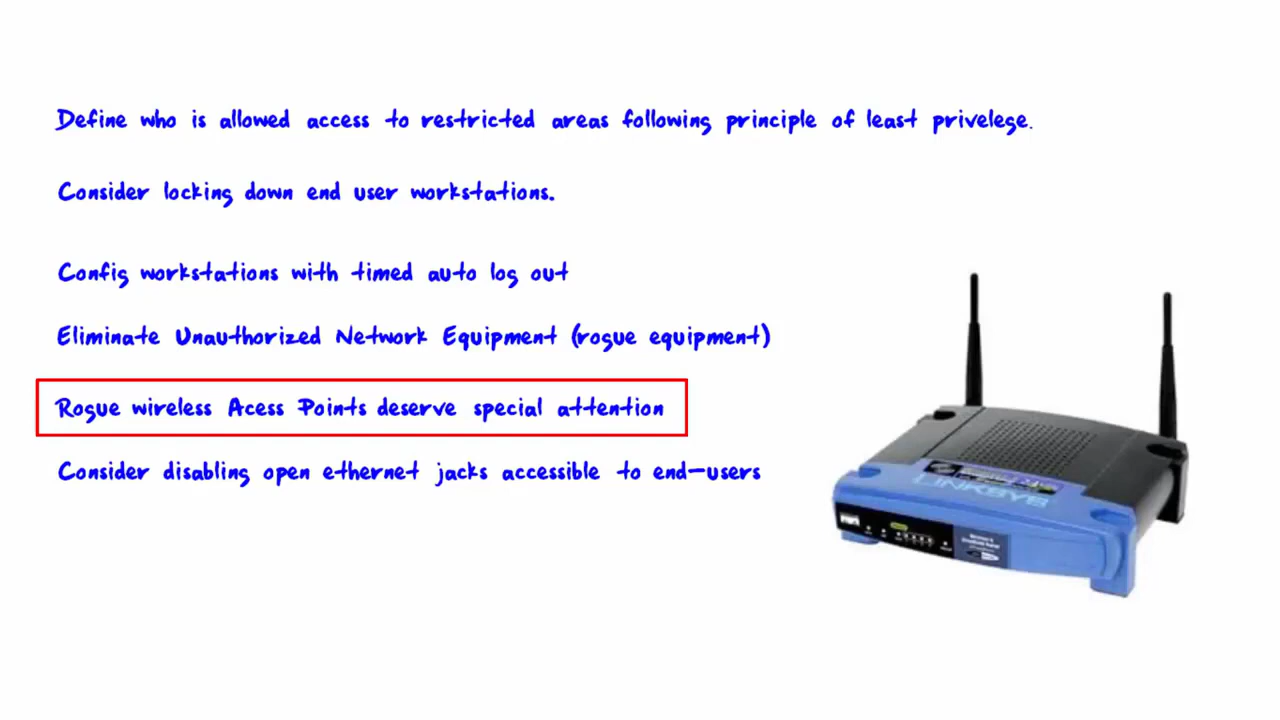 Define who is allowed access to restricted areas following principle of least privelege.
Consider locking down end user workstations.
Config workstations with timed auto log out
Eliminate Unauthorized Network Equipment (rogue equipment)
Rogue wireless Acess Points deserve special attention
Consider disabling open ethernet jacks accessible to end-users
LINKSYS